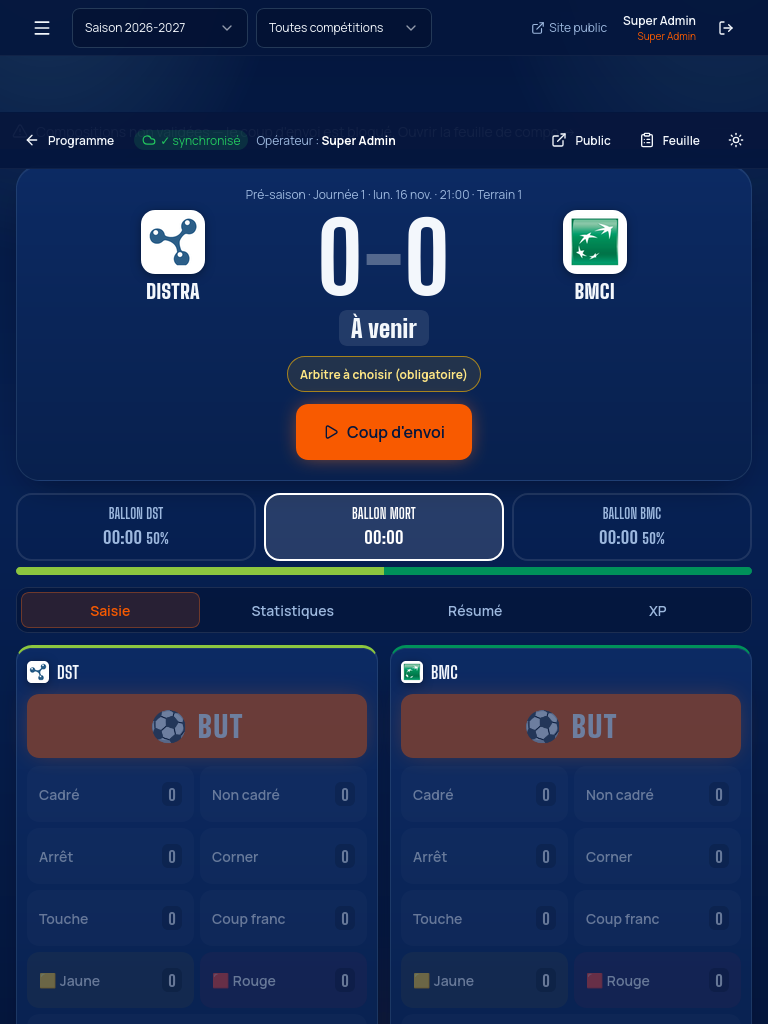 Saison 2026-2027
Toutes compétitions
Site public
Super Admin
Super Admin
Programme
✓ synchronisé
Opérateur : Super Admin
Public
Feuille
Pré-saison · Journée 1 · lun. 16 nov. · 21:00 · Terrain 1
0–0
DISTRA
BMCI
À venir
Arbitre à choisir (obligatoire)
Coup d'envoi
BALLON DST
00:00 50%
BALLON MORT
00:00
BALLON BMC
00:00 50%
Saisie
Statistiques
Résumé
XP
DST
BUT
Cadré 0
Non cadré 0
Arrêt 0
Corner 0
Touche 0
Coup franc 0
Jaune 0
Rouge 0
BMC
BUT
Cadré 0
Non cadré 0
Arrêt 0
Corner 0
Touche 0
Coup franc 0
Jaune 0
Rouge 0